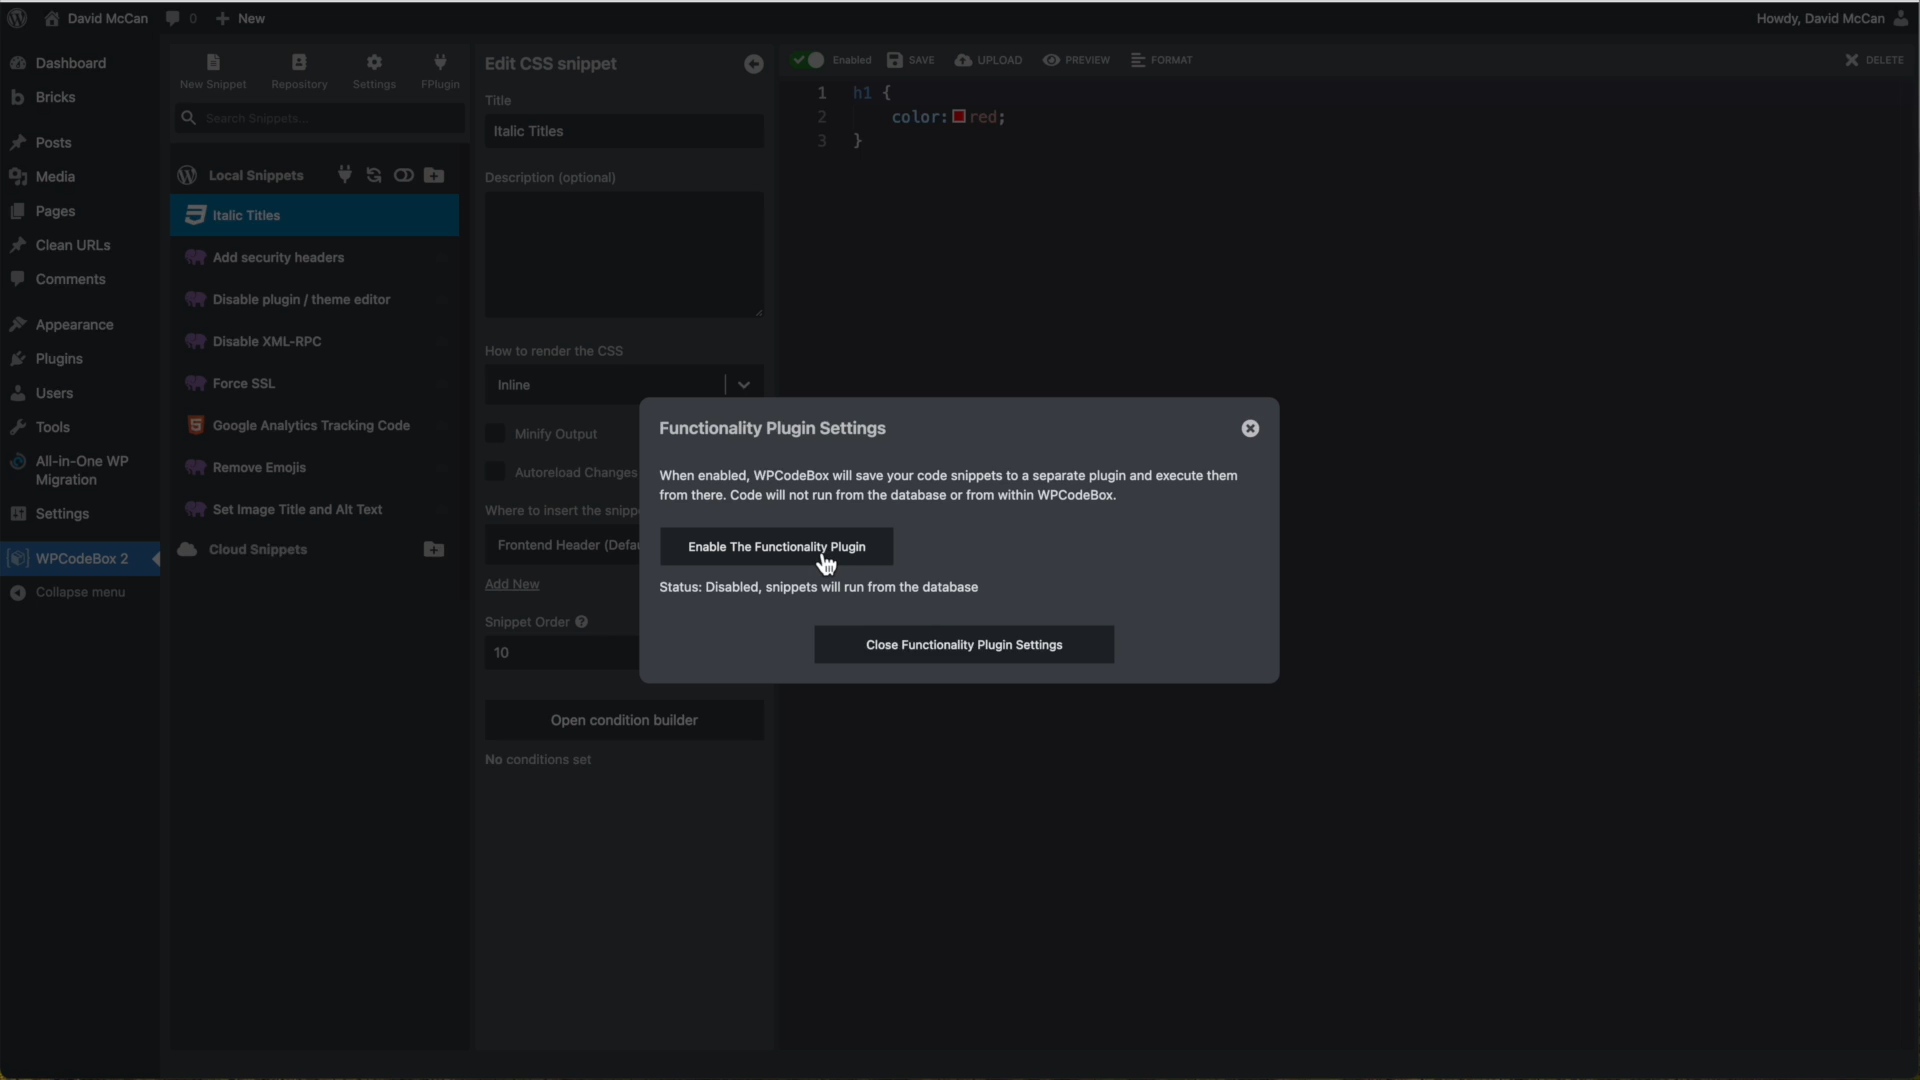 David McCan
0
New
Howdy, David McCan
Dashboard
Bricks
Posts
Media
Pages
Clean URLs
Comments
Appearance
Plugins
Users
Tools
All-in-One WP
Migration
Settings
WPCodeBox 2
Collapse menu
New Snippet
Repository
Settings
FPlugin
Search Snippets...
Local Snippets
Italic Titles
Add security headers
Disable plugin / theme editor
Disable XML-RPC
Force SSL
Google Analytics Tracking Code
Remove Emojis
Set Image Title and Alt Text
Cloud Snippets
Edit CSS snippet
Title
Italic Titles
Description (optional)
How to render the CSS
Inline
Minify Output
Autoreload Changes
Where to insert the snipp
Frontend Header (Defau
Add New
Snippet Order
10
Open condition builder
No conditions set
Enabled
SAVE
UPLOAD
PREVIEW
FORMAT
DELETE
1 h1 {
2 color: red;
3 }
Functionality Plugin Settings
When enabled, WPCodeBox will save your code snippets to a separate plugin and execute them
from there. Code will not run from the database or from within WPCodeBox.
Enable The Functionality Plugin
Status: Disabled, snippets will run from the database
Close Functionality Plugin Settings